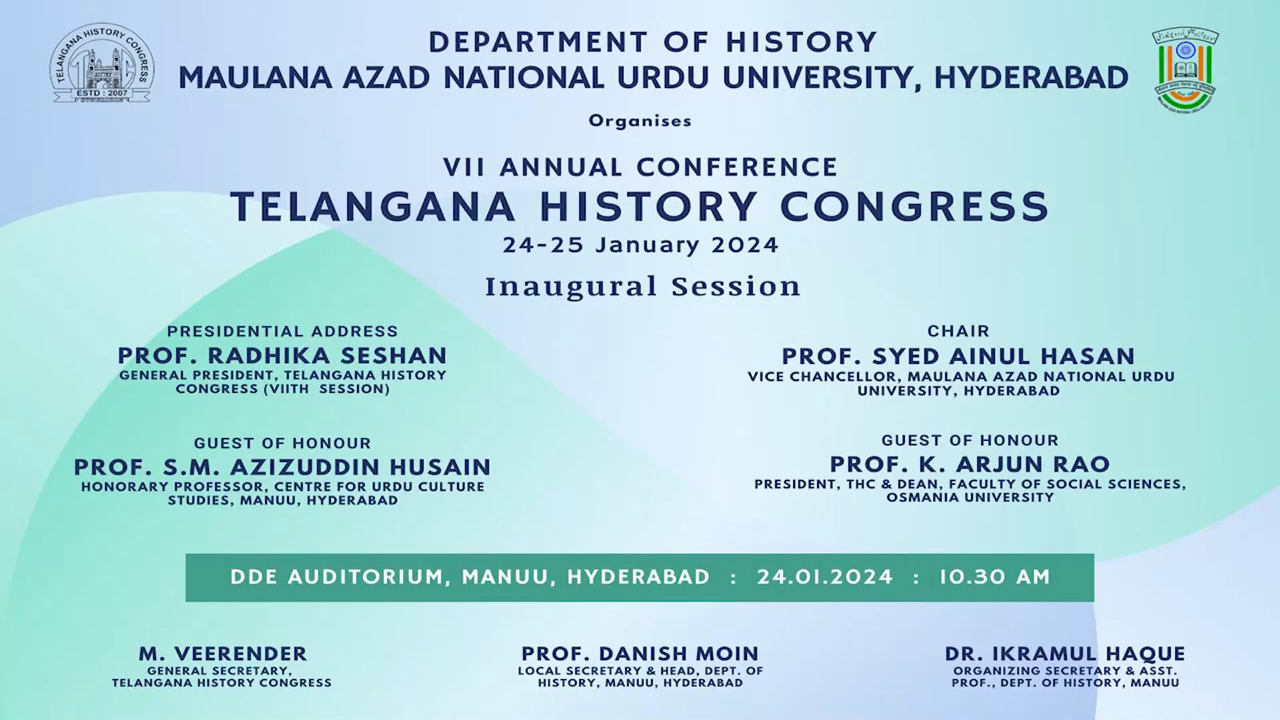 TELANGANA HISTORY CONGRESS
ESTD : 2007
DEPARTMENT OF HISTORY
MAULANA AZAD NATIONAL URDU UNIVERSITY, HYDERABAD
Organises
VII ANNUAL CONFERENCE
TELANGANA HISTORY CONGRESS
24-25 January 2024
Inaugural Session
PRESIDENTIAL ADDRESS
PROF. RADHIKA SESHAN
GENERAL PRESIDENT, TELANGANA HISTORY
CONGRESS (VIITH SESSION)
CHAIR
PROF. SYED AINUL HASAN
VICE CHANCELLOR, MAULANA AZAD NATIONAL URDU
UNIVERSITY, HYDERABAD
GUEST OF HONOUR
PROF. S.M. AZIZUDDIN HUSAIN
HONORARY PROFESSOR, CENTRE FOR URDU CULTURE
STUDIES, MANUU, HYDERABAD
GUEST OF HONOUR
PROF. K. ARJUN RAO
PRESIDENT, THC & DEAN, FACULTY OF SOCIAL SCIENCES,
OSMANIA UNIVERSITY
DDE AUDITORIUM, MANUU, HYDERABAD : 24.01.2024 : 10.30 AM
M. VEERENDER
GENERAL SECRETARY,
TELANGANA HISTORY CONGRESS
PROF. DANISH MOIN
LOCAL SECRETARY & HEAD, DEPT. OF
HISTORY, MANUU, HYDERABAD
DR. IKRAMUL HAQUE
ORGANIZING SECRETARY & ASST.
PROF., DEPT. OF HISTORY, MANUU